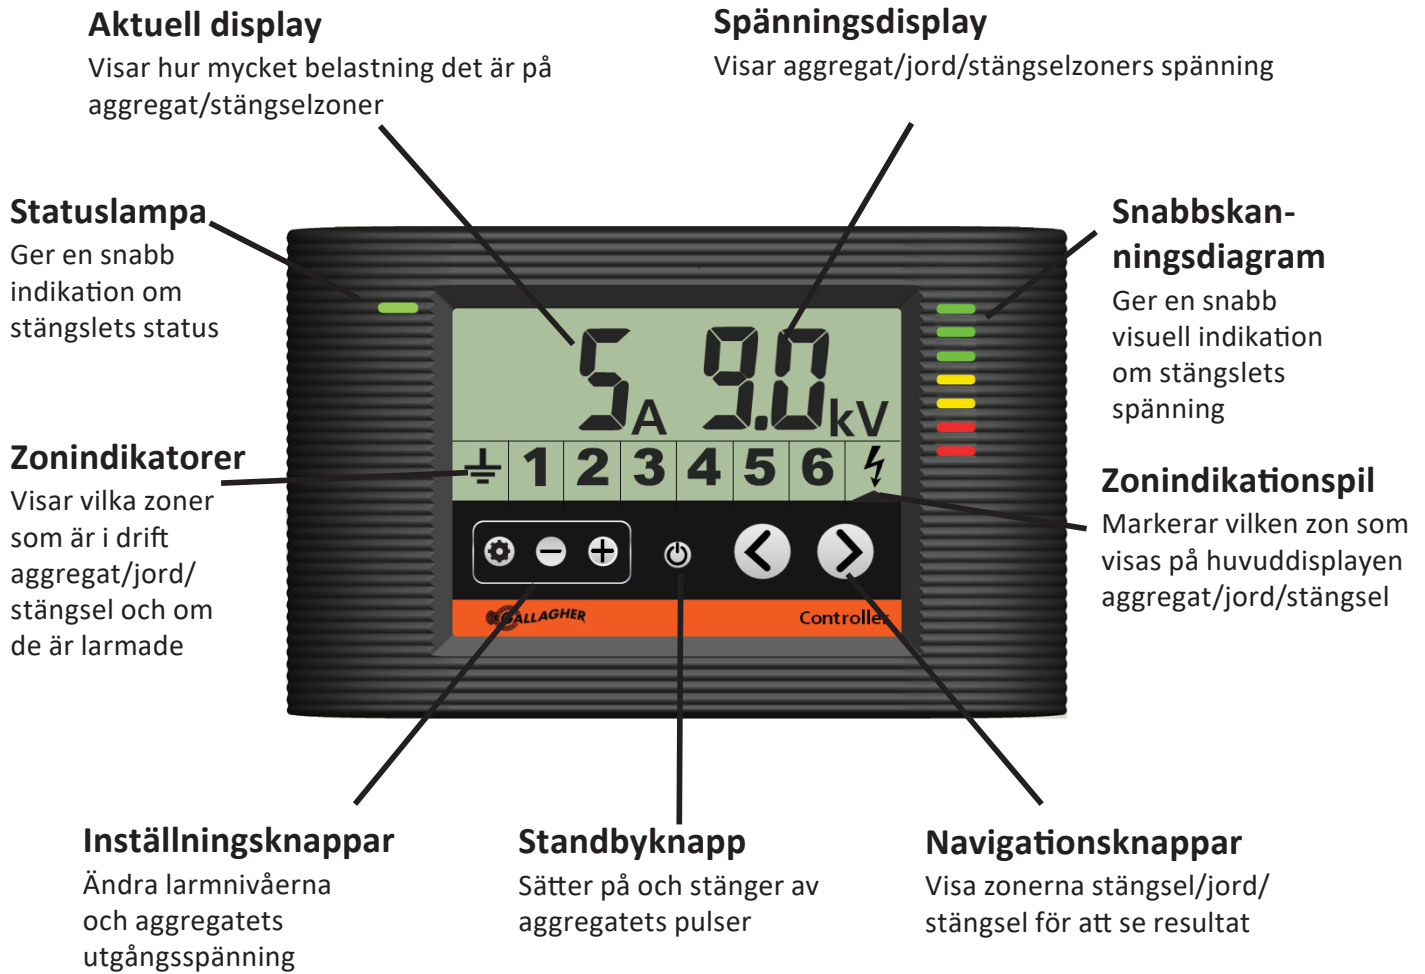 Aktuell display
Visar hur mycket belastning det är på
aggregat/stängselzoner
Spänningsdisplay
Visar aggregat/jord/stängselzoners spänning
Statuslampa
Ger en snabb
indikation om
stängslets status
Snabbskan-
ningsdiagram
Ger en snabb
visuell indikation
om stängslets
spänning
5A 9.0kV
1 2 3 4 5 6
Zonindikatorer
Visar vilka zoner
som är i drift
aggregat/jord/
stängsel och om
de är larmade
Zonindikationspil
Markerar vilken zon som
visas på huvuddisplayen
aggregat/jord/stängsel
GALLAGHER
Controller
Inställningsknappar
Ändra larmnivåerna
och aggregatets
utgångsspänning
Standbyknapp
Sätter på och stänger av
aggregatets pulser
Navigationsknappar
Visa zonerna stängsel/jord/
stängsel för att se resultat